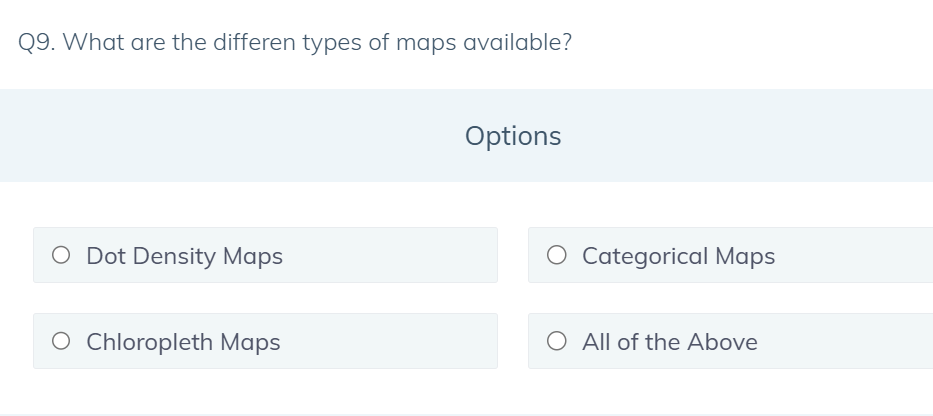 Q9. What are the differen types of maps available?
Options
Dot Density Maps
Categorical Maps
Chloropleth Maps
All of the Above